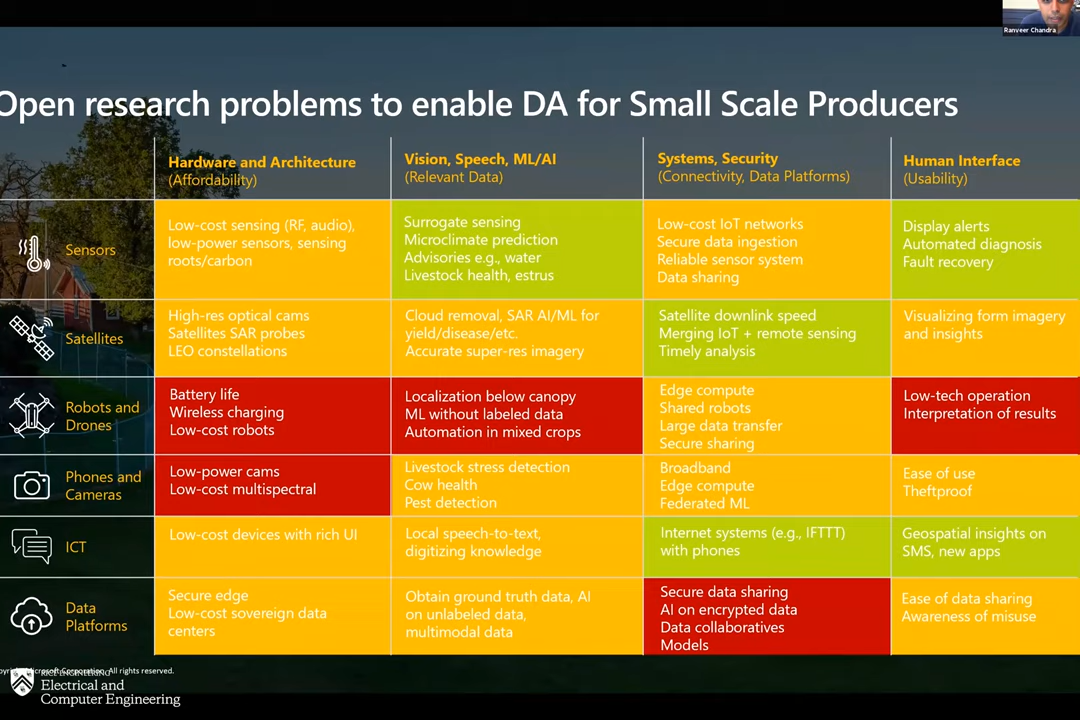 Ranveer Chandra
Open research problems to enable DA for Small Scale Producers
Hardware and Architecture
(Affordability)
Vision, Speech, ML/AI
(Relevant Data)
Systems, Security
(Connectivity, Data Platforms)
Human Interface
(Usability)
Sensors
Low-cost sensing (RF, audio),
low-power sensors, sensing
roots/carbon
Surrogate sensing
Microclimate prediction
Advisories e.g., water
Livestock health, estrus
Low-cost IoT networks
Secure data ingestion
Reliable sensor system
Data sharing
Display alerts
Automated diagnosis
Fault recovery
Satellites
High-res optical cams
Satellites SAR probes
LEO constellations
Cloud removal, SAR AI/ML for
yield/disease/etc.
Accurate super-res imagery
Satellite downlink speed
Merging IoT + remote sensing
Timely analysis
Visualizing form imagery
and insights
Robots and
Drones
Battery life
Wireless charging
Low-cost robots
Localization below canopy
ML without labeled data
Automation in mixed crops
Edge compute
Shared robots
Large data transfer
Secure sharing
Low-tech operation
Interpretation of results
Phones and
Cameras
Low-power cams
Low-cost multispectral
Livestock stress detection
Cow health
Pest detection
Broadband
Edge compute
Federated ML
Ease of use
Theftproof
ICT
Low-cost devices with rich UI
Local speech-to-text,
digitizing knowledge
Internet systems (e.g., IFTTT)
with phones
Geospatial insights on
SMS, new apps
Data
Platforms
Secure edge
Low-cost sovereign data
centers
Obtain ground truth data, AI
on unlabeled data,
multimodal data
Secure data sharing
AI on encrypted data
Data collaboratives
Models
Ease of data sharing
Awareness of misuse
Microsoft Corporation. All rights reserved.
RICE ENGINEERING
Electrical and
Computer Engineering